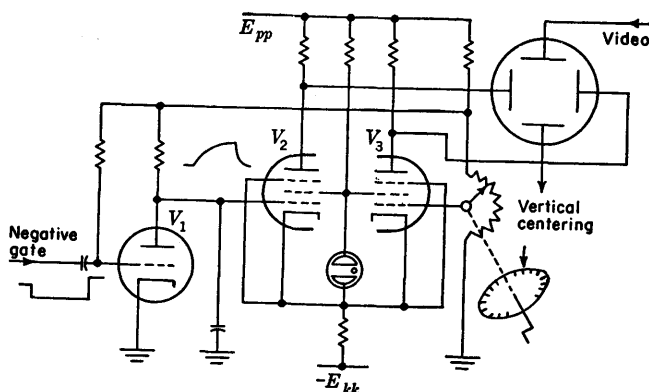 E_pp
Video
V_2
V_3
V_1
Negative
gate
Vertical
centering
-E_kk